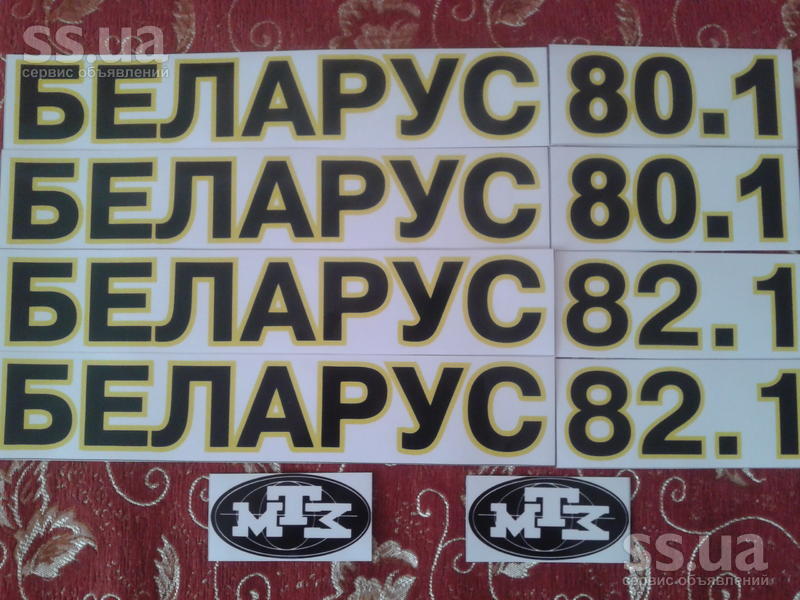 ss.ua
сервис объявлений
БЕЛАРУС 80.1
БЕЛАРУС 80.1
БЕЛАРУС 82.1
БЕЛАРУС 82.1
МТЗ МТЗ
ss.ua
сервис объявлений